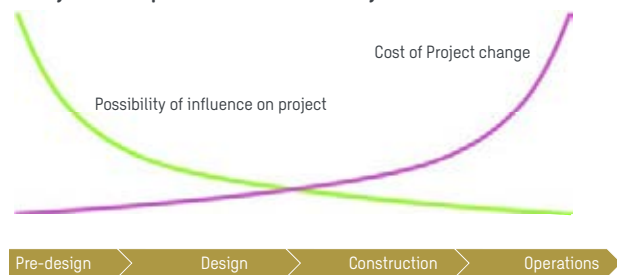 Cost of Project change
Possibility of influence on project
Pre-design
Design
Construction
Operations